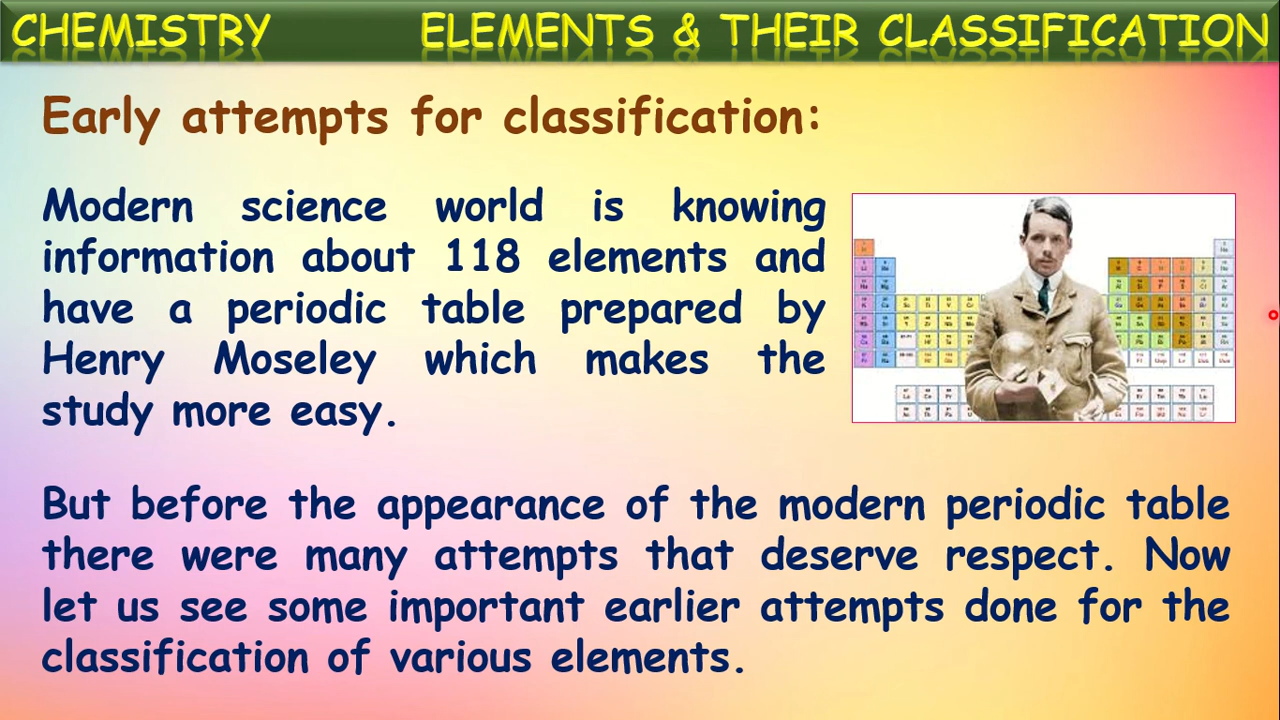 CHEMISTRY ELEMENTS & THEIR CLASSIFICATION
Early attempts for classification:
Modern science world is knowing
information about 118 elements and
have a periodic table prepared by
Henry Moseley which makes the
study more easy.
But before the appearance of the modern periodic table
there were many attempts that deserve respect. Now
let us see some important earlier attempts done for the
classification of various elements.